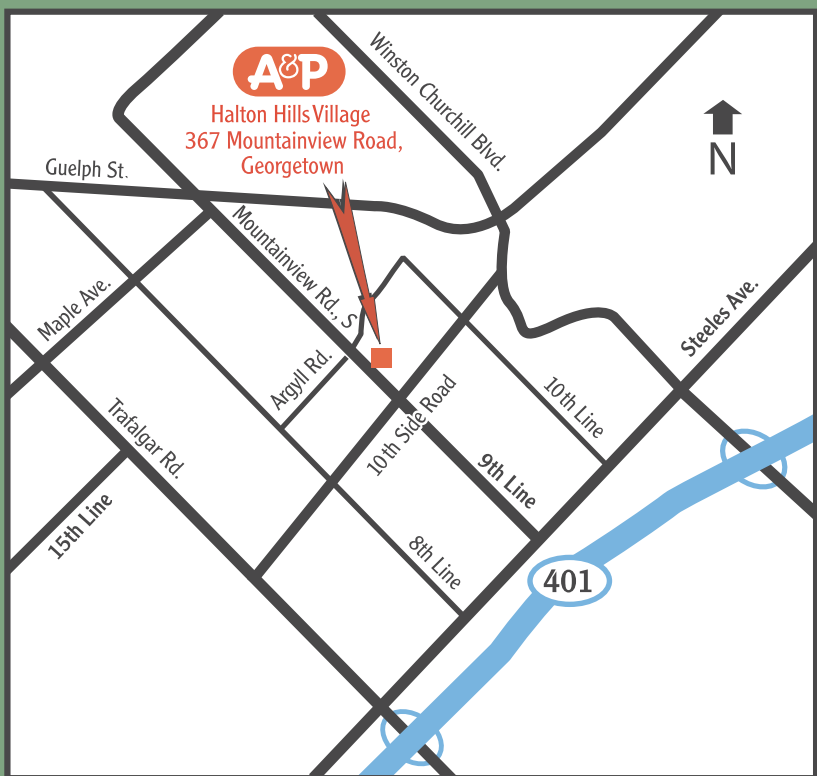 A&P
Halton Hills Village
367 Mountainview Road,
Georgetown
Winston Churchill Blvd.
N
Guelph St.
Mountainview Rd., S
Maple Ave.
Steeles Ave.
Argyll Rd.
10th Side Road
10th Line
Trafalgar Rd.
9th Line
15th Line
8th Line
401